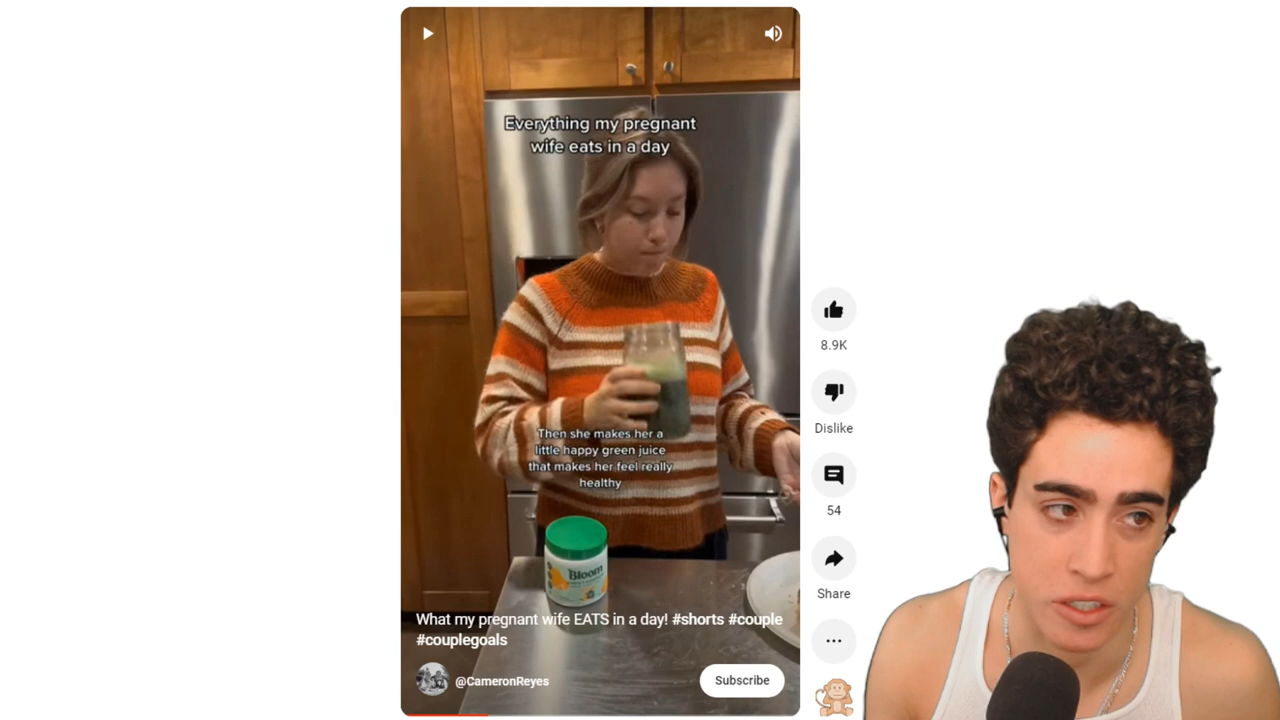 Everything my pregnant
wife eats in a day
Then she makes her a
little happy green juice
that makes her feel really
healthy
Bloom
What my pregnant wife EATS in a day! #shorts #couple
#couplegoals
@CameronReyes
Subscribe
8.9K
Dislike
54
Share